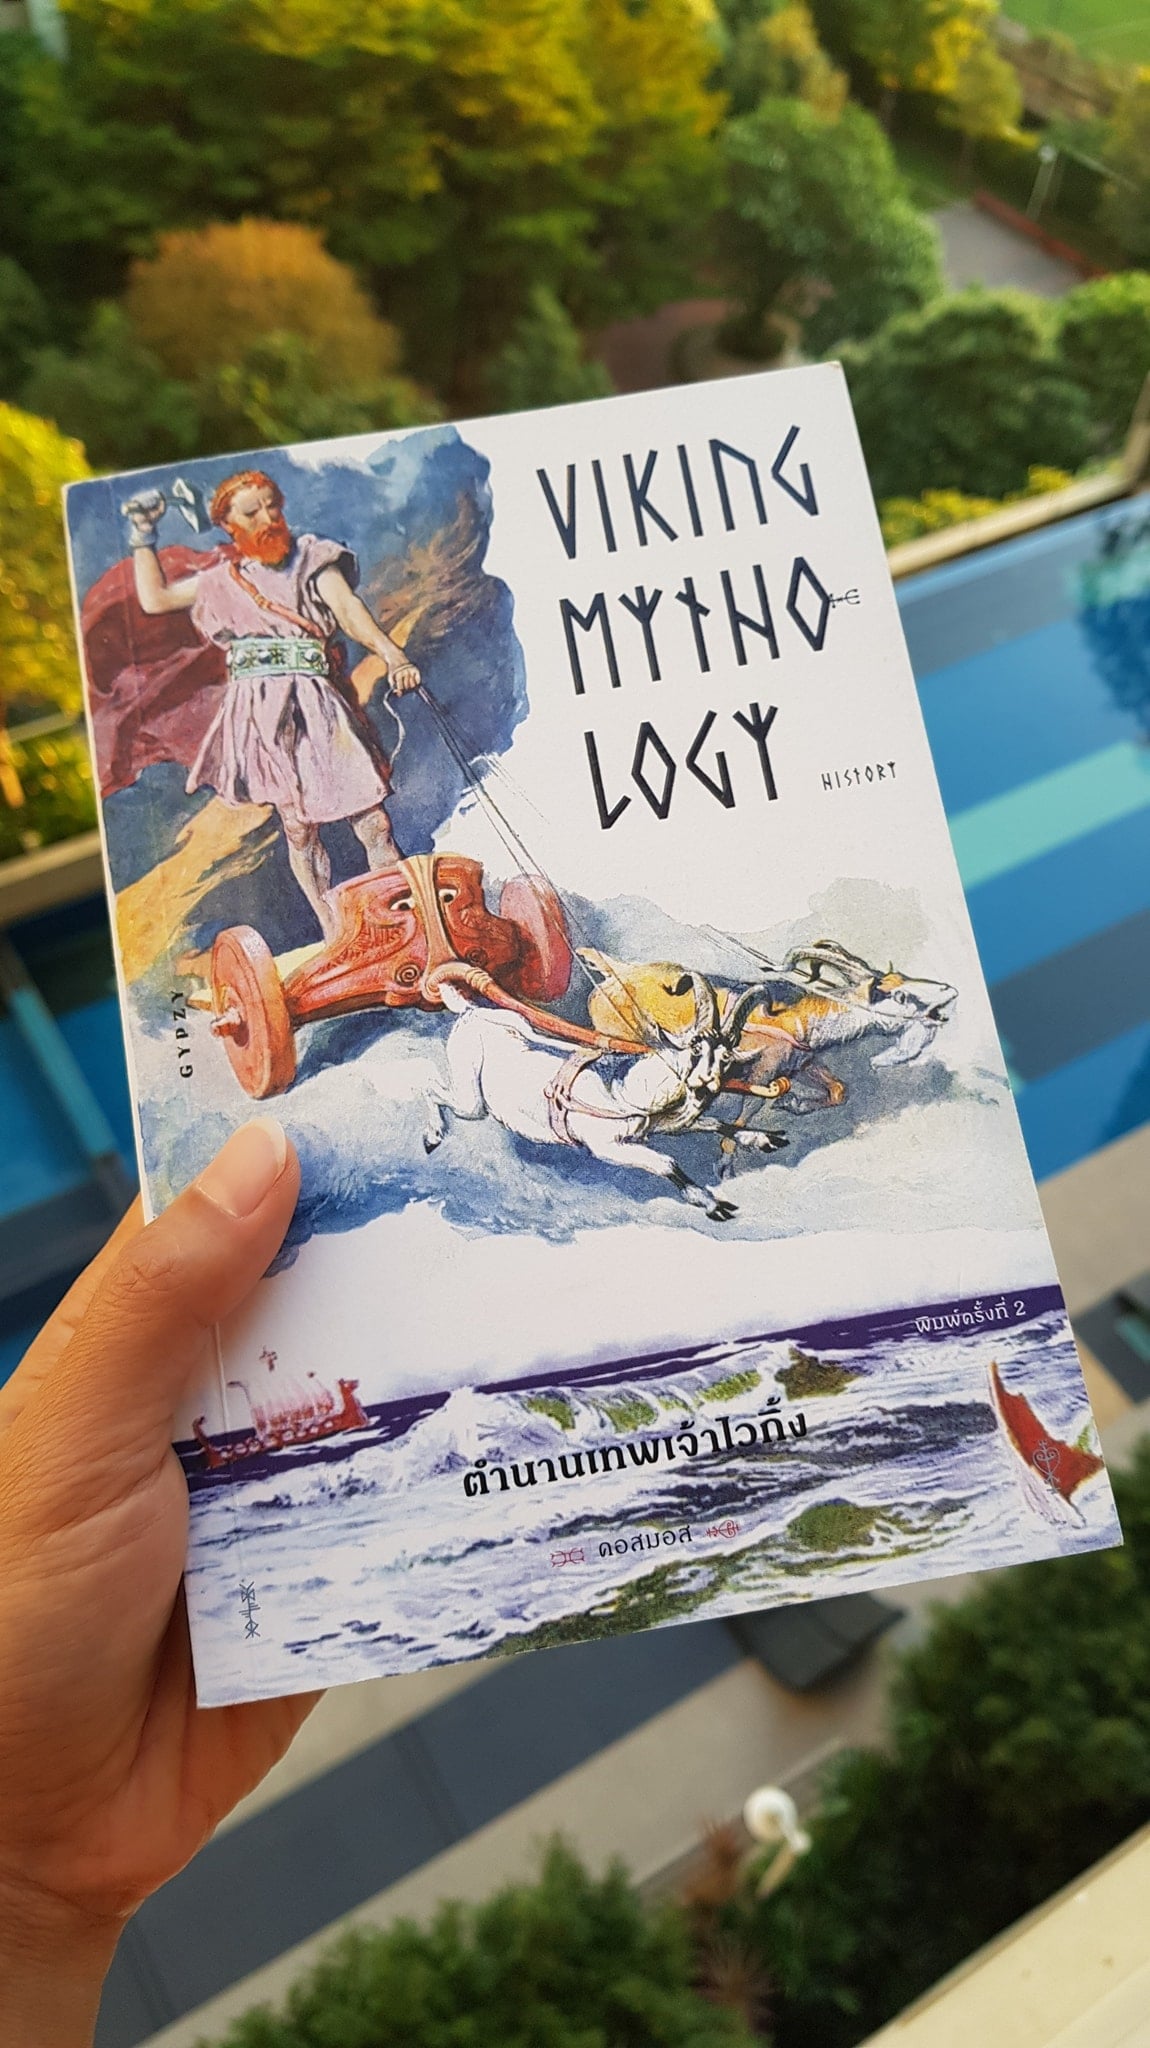 VIKING
MYTHO
LOGY
HISTORY
GYPZY
พิมพ์ครั้งที่ 2
ตำนานเทพเจ้าไวกิ้ง
คอสมอส